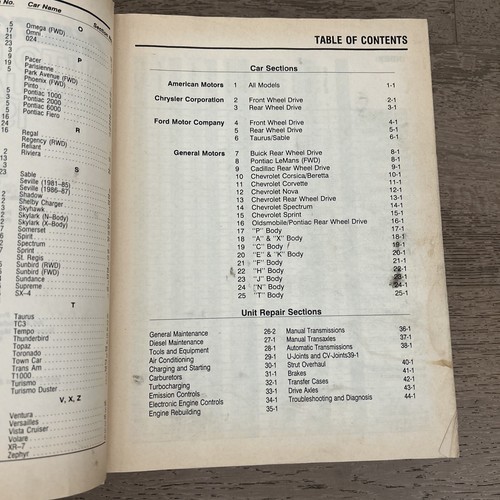 No. Car Name
Section
5 Omega (FWD)
17 Omni
21 024
O
P
Pacer
Parisienne
Park Avenue (FWD)
Phoenix (FWD)
Pinto
Pontiac 1000
Pontiac 2000
Pontiac 6000
Pontiac Fiero
R
Regal
Regency (RWD)
Reliant
Riviera
S
Sable
Seville (1981–85)
Seville (1986–87)
Shadow
Shelby Charger
Skyhawk
Skylark (N–Body)
Skylark (X–Body)
Somerset
Spirit
Spectrum
Sprint
St. Regis
Sunbird (RWD)
Sunbird (FWD)
Sundance
Supreme
SX–4
T
Taurus
TC3
Tempo
Thunderbird
Topaz
Toronado
Town Car
Trans Am
T1000
Turismo
Turismo Duster
V, X, Z
Ventura
Versailles
Vista Cruiser
Volare
XR–7
Zephyr
TABLE OF CONTENTS
Car Sections
American Motors 1 All Models 1-1
Chrysler Corporation 2 Front Wheel Drive 2-1
3 Rear Wheel Drive 3-1
Ford Motor Company 4 Front Wheel Drive 4-1
5 Rear Wheel Drive 5-1
6 Taurus/Sable 6-1
General Motors 7 Buick Rear Wheel Drive 8-1
8 Pontiac LeMans (FWD) 8-1
9 Cadillac Rear Wheel Drive 9-1
10 Chevrolet Corsica/Beretta 10-1
11 Chevrolet Corvette 11-1
12 Chevrolet Nova 12-1
13 Chevrolet Rear Wheel Drive 13-1
14 Chevrolet Spectrum 14-1
15 Chevrolet Sprint 15-1
16 Oldsmobile/Pontiac Rear Wheel Drive 16-1
17 "P" Body 17-1
18 "A" & "X" Body 18-1
19 "C" Body 19-1
20 "E" & "K" Body 20-1
21 "F" Body 21-1
22 "H" Body 22-1
23 "J" Body 23-1
24 "N" Body 24-1
25 "T" Body 25-1
Unit Repair Sections
General Maintenance 26-2
Diesel Maintenance 27-1
Tools and Equipment 28-1
Air Conditioning 29-1
Charging and Starting 30-1
Carburetors 31-1
Turbocharging 32-1
Emission Controls 33-1
Electronic Engine Controls 34-1
Engine Rebuilding 35-1
Manual Transmissions 36-1
Manual Transaxles 37-1
Automatic Transmissions 38-1
U-Joints and CV-Joints39-1
Strut Overhaul 40-1
Brakes 41-1
Transfer Cases 42-1
Drive Axles 43-1
Troubleshooting and Diagnosis 44-1